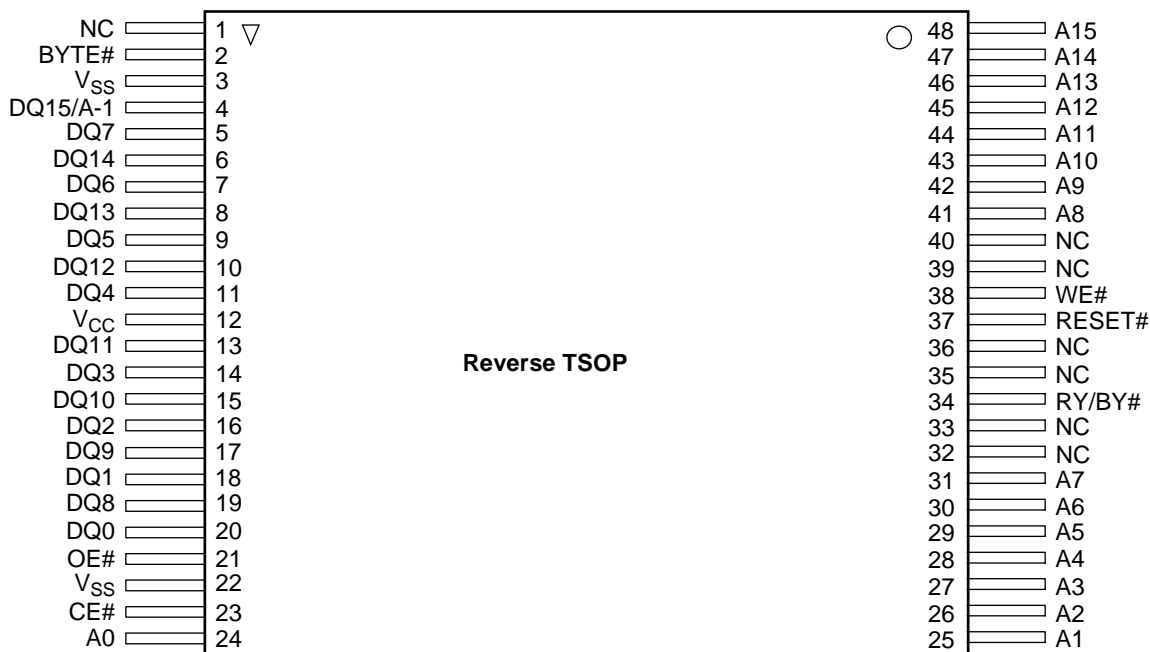 NC 1 48 A15
BYTE# 2 47 A14
VSS 3 46 A13
DQ15/A-1 4 45 A12
DQ7 5 44 A11
DQ14 6 43 A10
DQ6 7 42 A9
DQ13 8 41 A8
DQ5 9 40 NC
DQ12 10 39 NC
DQ4 11 38 WE#
VCC 12 37 RESET#
DQ11 13 36 NC
Reverse TSOP
DQ3 14 35 NC
DQ10 15 34 RY/BY#
DQ2 16 33 NC
DQ9 17 32 NC
DQ1 18 31 A7
DQ8 19 30 A6
DQ0 20 29 A5
OE# 21 28 A4
VSS 22 27 A3
CE# 23 26 A2
A0 24 25 A1